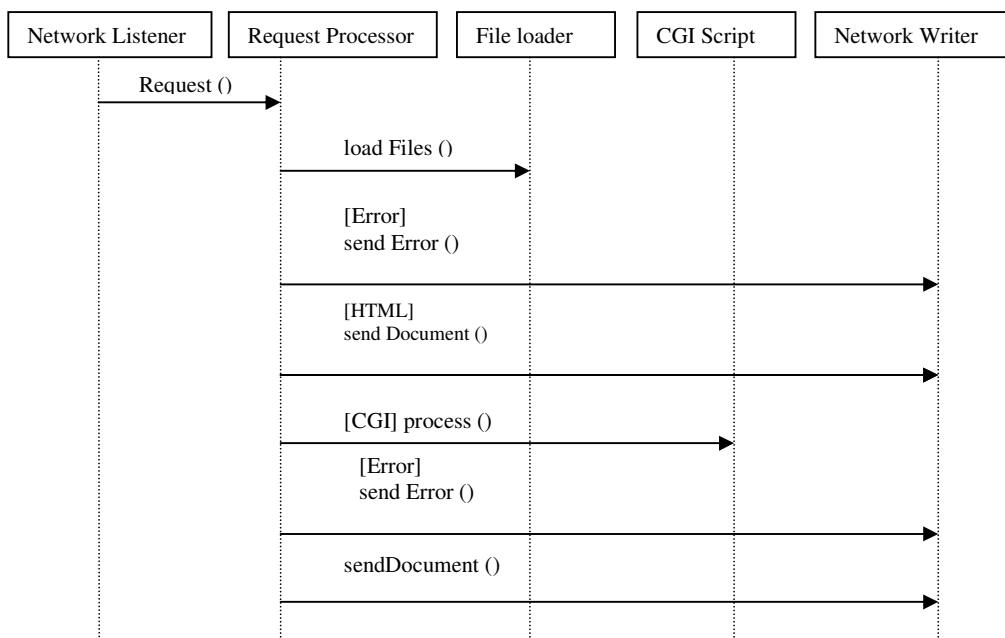 Network Listener
Request Processor
File loader
CGI Script
Network Writer
Request ()
load Files ()
[Error]
send Error ()
[HTML]
send Document ()
[CGI] process ()
[Error]
send Error ()
sendDocument ()